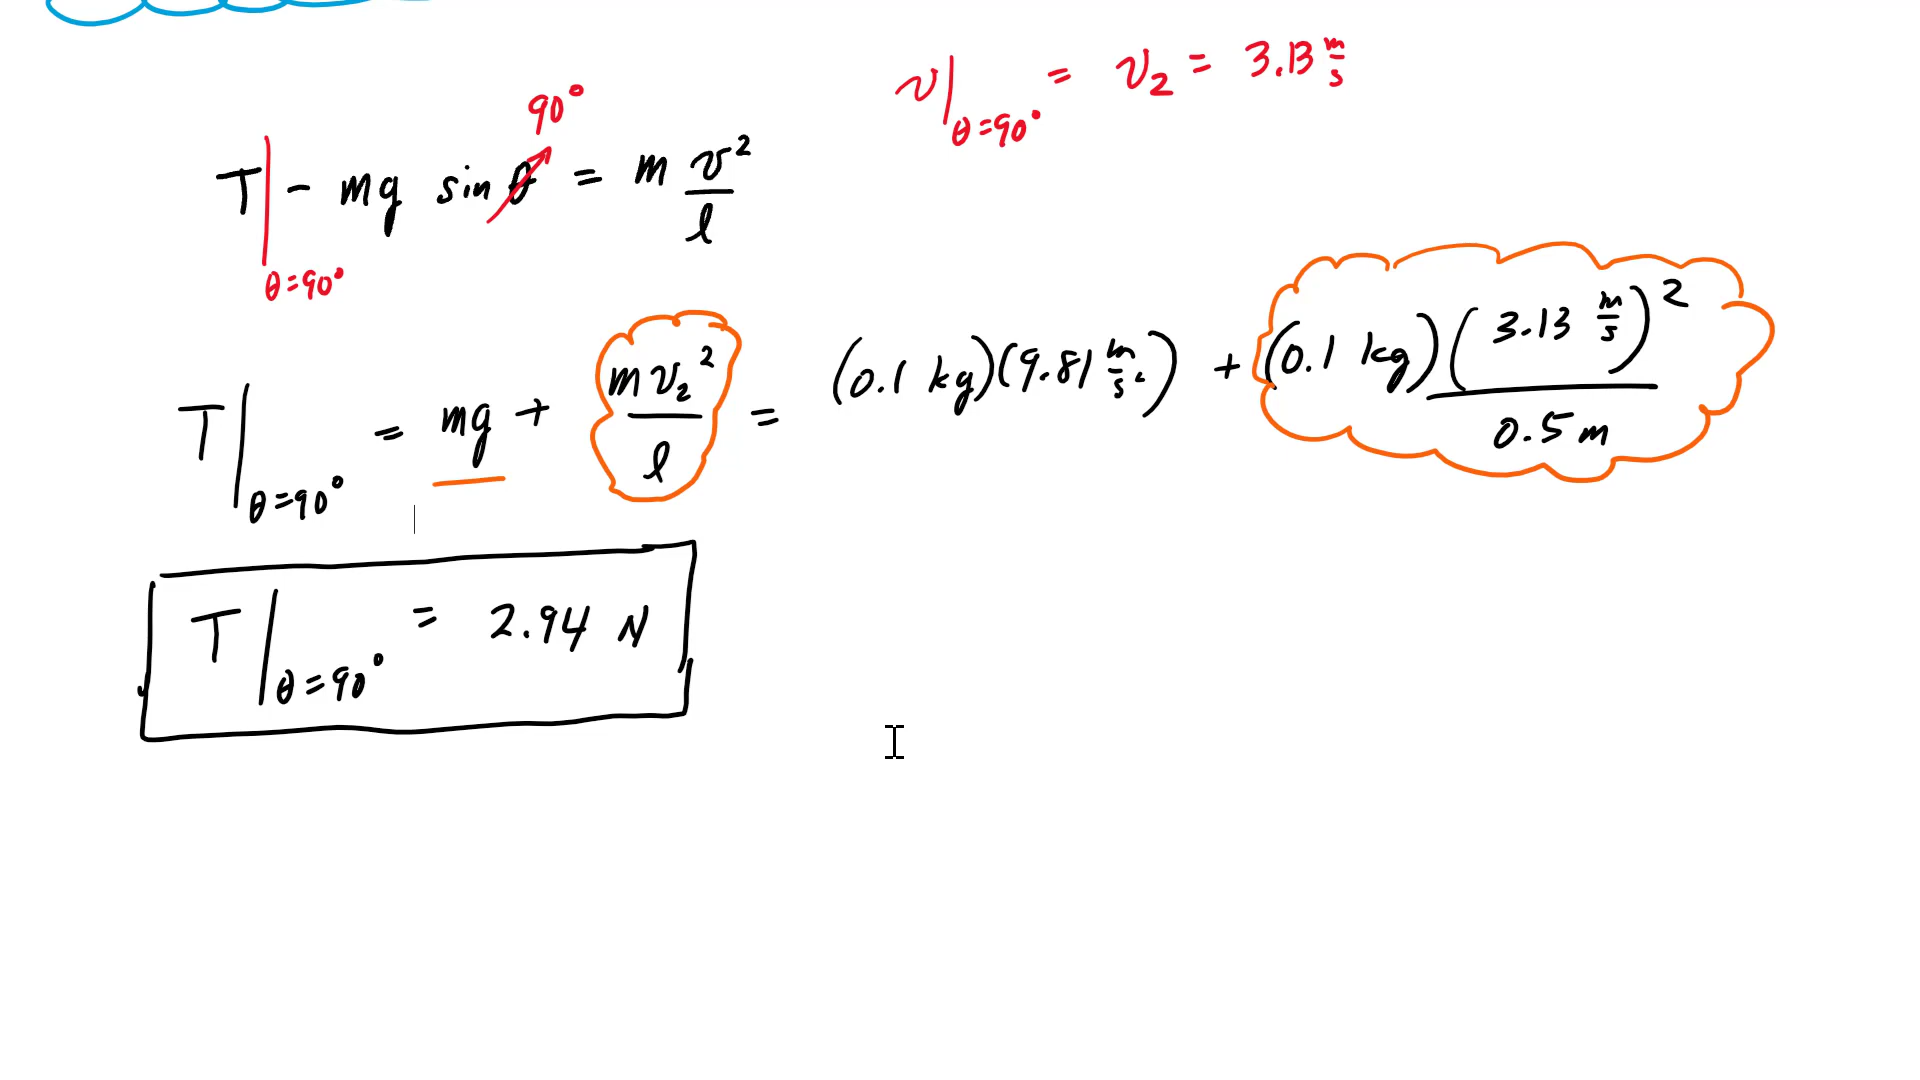 v|θ=90° = v₂ = 3.13 m/s
90°
T|θ=90° - mg sin θ = m v²/l
T|θ=90° = mg + m v₂²/l = (0.1 kg)(9.81 m/s²) + (0.1 kg)(3.13 m/s)²/0.5 m
T|θ=90° = 2.94 N